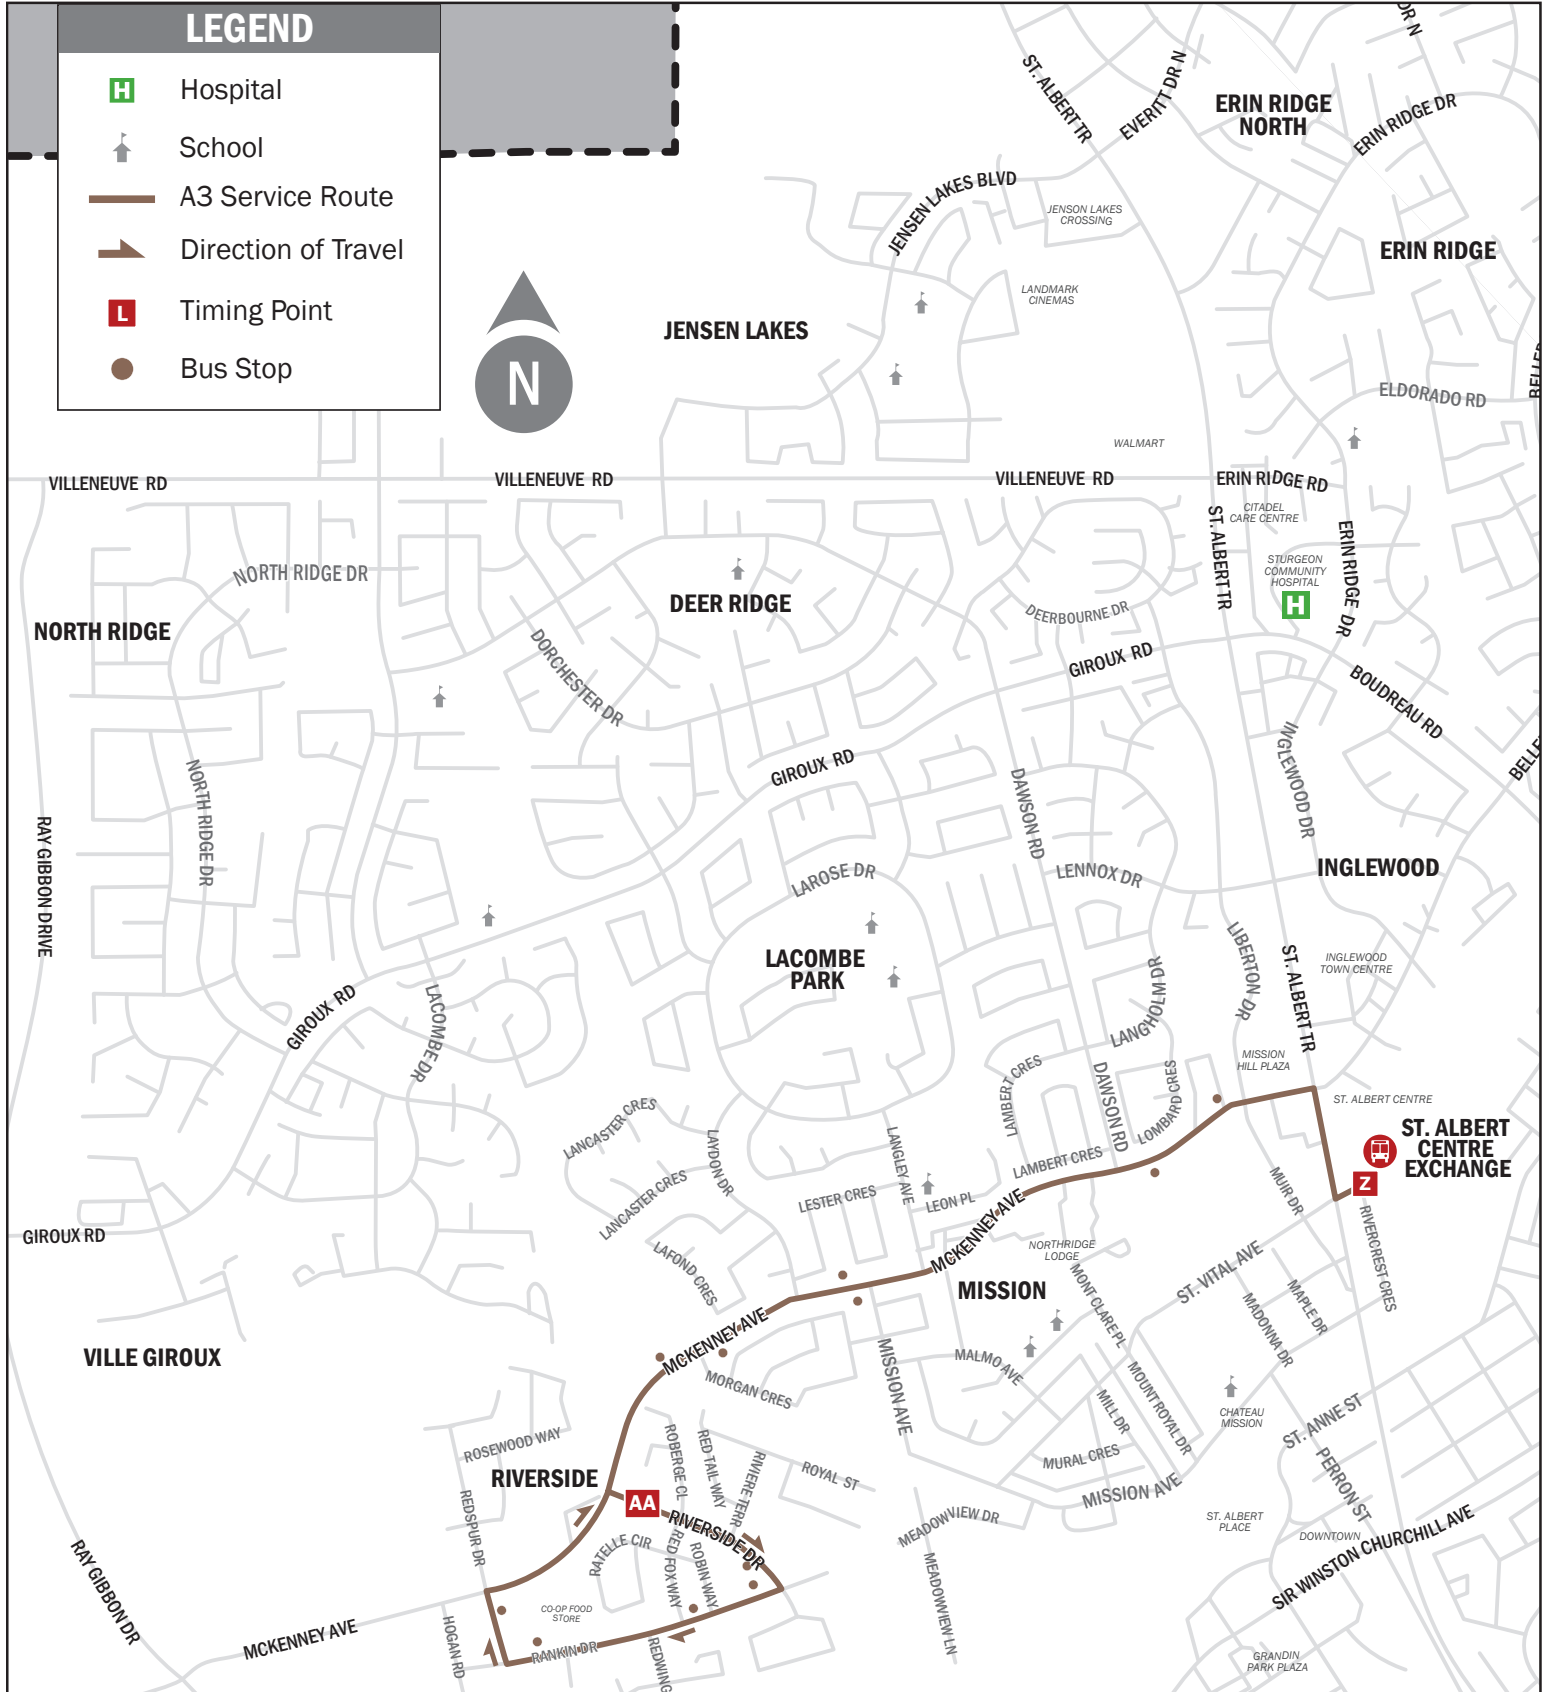 LEGEND
H
Hospital
School
A3 Service Route
Direction of Travel
L
Timing Point
Bus Stop
N
ST. ALBERT TR
EVERITT DR N
OR N
ERIN RIDGE
NORTH
ERIN RIDGE DR
JENSEN LAKES BLVD
JENSON LAKES
CROSSING
ERIN RIDGE
LANDMARK
CINEMAS
JENSEN LAKES
ELDORADO RD
WALMART
VILLENEUVE RD
VILLENEUVE RD
VILLENEUVE RD
ERIN RIDGE RD
CITADEL
CARE CENTRE
ST. ALBERT TR
ERIN RIDGE DR
STURGEON
COMMUNITY
HOSPITAL
H
NORTH RIDGE DR
DEER RIDGE
DEERBOURNE DR
NORTH RIDGE
DORCHESTER DR
GIROUX RD
BOUDREAU RD
INGLEWOOD DR
GIROUX RD
NORTH RIDGE DR
DAWSON RD
RAY GIBBON DRIVE
LAROSE DR
LENNOX DR
INGLEWOOD
LACOMBE
PARK
LIBERTON DR
ST. ALBERT TR
INGLEWOOD
TOWN CENTRE
GIROUX RD
LACOMBE DR
LANGHOLM DR
MISSION
HILL PLAZA
LAMBERT CRES
DAWSON RD
LOMBARD CRES
ST. ALBERT CENTRE
ST. ALBERT
CENTRE
EXCHANGE
Z
LANCASTER CRES
LAYDON DR
LANGLEY AVE
LAMBERT CRES
LANCASTER CRES
LESTER CRES
LEON PL
MUIR DR
RIVERCREST CRES
GIROUX RD
LAFOND CRES
MCKENNEY AVE
NORTHRIDGE
LODGE
ST. VITAL AVE
MISSION
MONT CLARE PL
MADONNA DR
MAPLE DR
VILLE GIROUX
MCKENNEY AVE
MORGAN CRES
MISSION AVE
MALMO AVE
MOUNT ROYAL DR
MILL DR
CHATEAU
MISSION
ST. ANNE ST
ROSEWOOD WAY
ROBERGE CL
RED TAIL WAY
RIVIERE TERR
ROYAL ST
MURAL CRES
MISSION AVE
PERRON ST
RIVERSIDE
AA
REDSPUR DR
RIVERSIDE DR
MEADOWVIEW DR
ST. ALBERT
PLACE
DOWNTOWN
SIR WINSTON CHURCHILL AVE
RATELLE CIR
RED FOX WAY
ROBIN WAY
RAY GIBBON DR
CO-OP FOOD
STORE
MEADOWVIEW LN
MCKENNEY AVE
HOGAN RD
RANKIN DR
REDWING
GRANDIN
PARK PLAZA